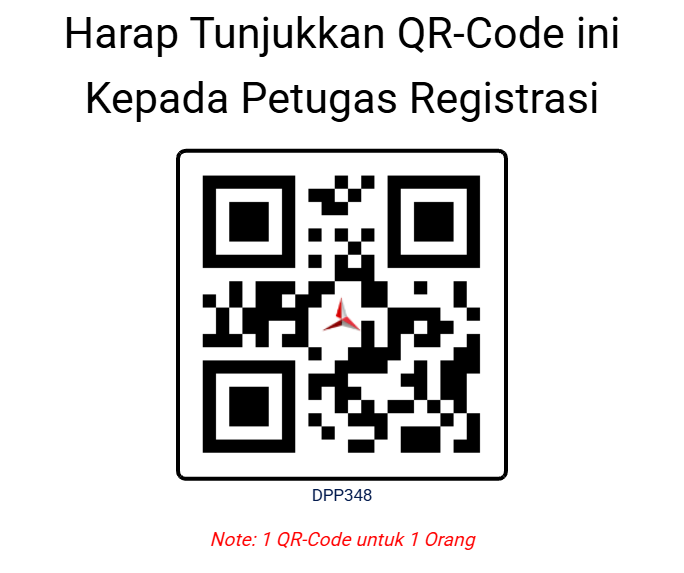 Harap Tunjukkan QR-Code ini
Kepada Petugas Registrasi
DPP348
Note: 1 QR-Code untuk 1 Orang